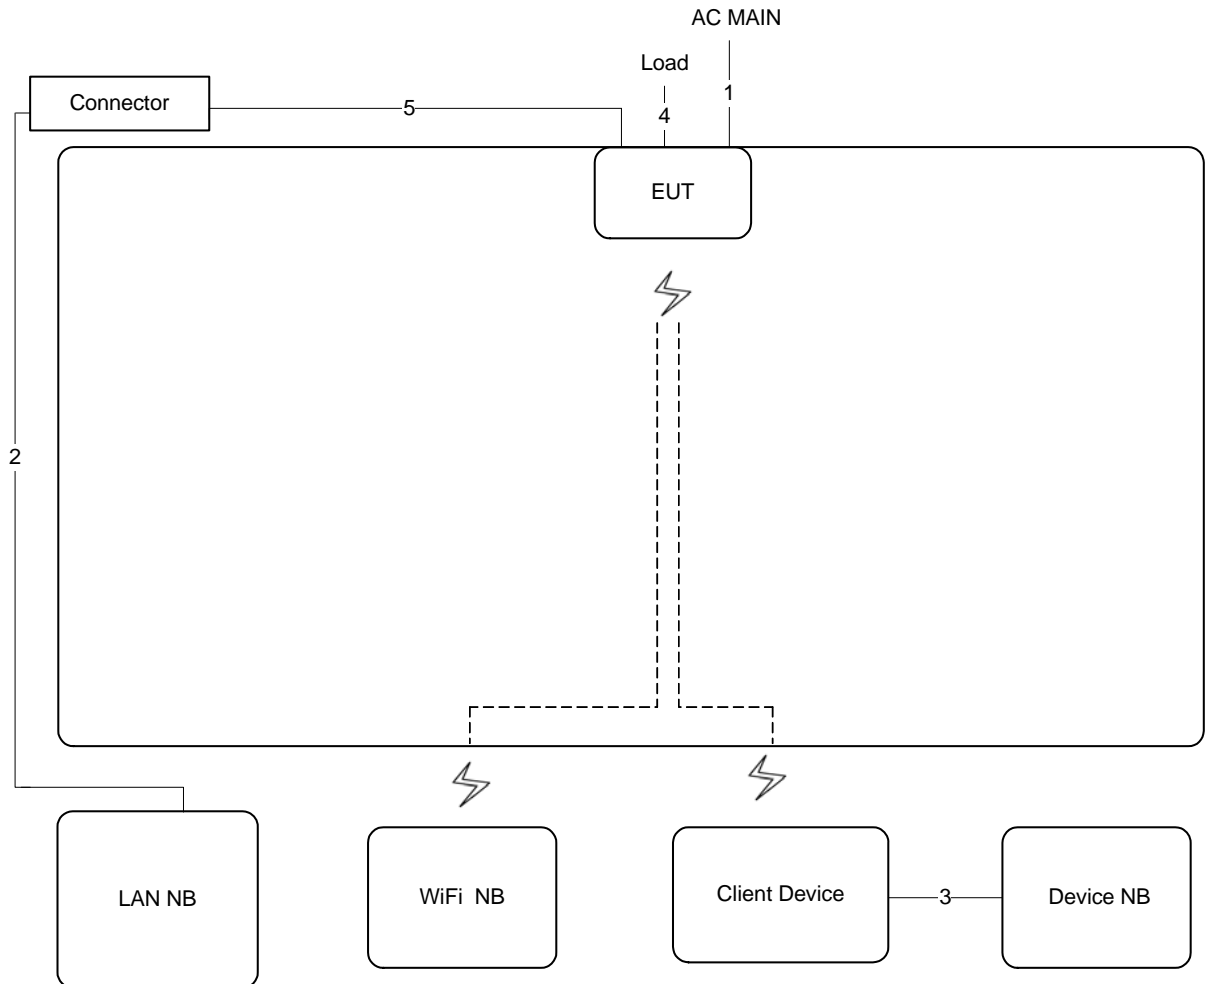 AC MAIN
Load
1
Connector
5
4
EUT
2
LAN NB
WiFi NB
Client Device
3
Device NB